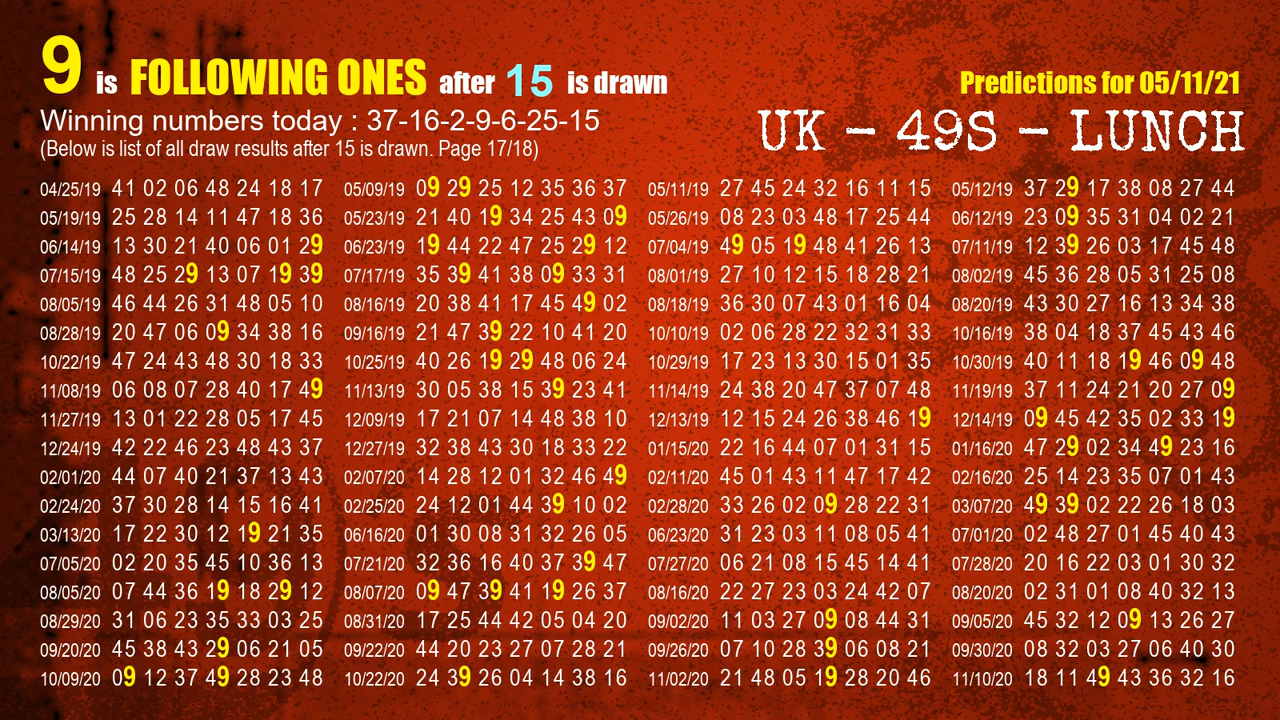 9 is FOLLOWING ONES after 15 is drawn
Predictions for 05/11/21
Winning numbers today : 37-16-2-9-6-25-15
UK - 49S - LUNCH
(Below is list of all draw results after 15 is drawn. Page 17/18)
04/25/19 41 02 06 48 24 18 17 05/09/19 09 29 25 12 35 36 37 05/11/19 27 45 24 32 16 11 15 05/12/19 37 29 17 38 08 27 44
05/19/19 25 28 14 11 47 18 36 05/23/19 21 40 19 34 25 43 09 05/26/19 08 23 03 48 17 25 44 06/12/19 23 09 35 31 04 02 21
06/14/19 13 30 21 40 06 01 29 06/23/19 19 44 22 47 25 29 12 07/04/19 49 05 19 48 41 26 13 07/11/19 12 39 26 03 17 45 48
07/15/19 48 25 29 13 07 19 39 07/17/19 35 39 41 38 09 33 31 08/01/19 27 10 12 15 18 28 21 08/02/19 45 36 28 05 31 25 08
08/05/19 46 44 26 31 48 05 10 08/16/19 20 38 41 17 45 49 02 08/18/19 36 30 07 43 01 16 04 08/20/19 43 30 27 16 13 34 38
08/28/19 20 47 06 09 34 38 16 09/16/19 21 47 39 22 10 41 20 10/10/19 02 06 28 22 32 31 33 10/16/19 38 04 18 37 45 43 46
10/22/19 47 24 43 48 30 18 33 10/25/19 40 26 19 29 48 06 24 10/29/19 17 23 13 30 15 01 35 10/30/19 40 11 18 19 46 09 48
11/08/19 06 08 07 28 40 17 49 11/13/19 30 05 38 15 39 23 41 11/14/19 24 38 20 47 37 07 48 11/19/19 37 11 24 21 20 27 09
11/27/19 13 01 22 28 05 17 45 12/09/19 17 21 07 14 48 38 10 12/13/19 12 15 24 26 38 46 19 12/14/19 09 45 42 35 02 33 19
12/24/19 42 22 46 23 48 43 37 12/27/19 32 38 43 30 18 33 22 01/15/20 22 16 44 07 01 31 15 01/16/20 47 29 02 34 49 23 16
02/01/20 44 07 40 21 37 13 43 02/07/20 14 28 12 01 32 46 49 02/11/20 45 01 43 11 47 17 42 02/16/20 25 14 23 35 07 01 43
02/24/20 37 30 28 14 15 16 41 02/25/20 24 12 01 44 39 10 02 02/28/20 33 26 02 09 28 22 31 03/07/20 49 39 02 22 26 18 03
03/13/20 17 22 30 12 19 21 35 06/16/20 01 30 08 31 32 26 05 06/23/20 31 23 03 11 08 05 41 07/01/20 02 48 27 01 45 40 43
07/05/20 02 20 35 45 10 36 13 07/21/20 32 36 16 40 37 39 47 07/27/20 06 21 08 15 45 14 41 07/28/20 20 16 22 03 01 30 32
08/05/20 07 44 36 19 18 29 12 08/07/20 09 47 39 41 19 26 37 08/16/20 22 27 23 03 24 42 07 08/20/20 02 31 01 08 40 32 13
08/29/20 31 06 23 35 33 03 25 08/31/20 17 25 44 42 05 04 20 09/02/20 11 03 27 09 08 44 31 09/05/20 45 32 12 09 13 26 27
09/20/20 45 38 43 29 06 21 05 09/22/20 44 20 23 27 07 28 21 09/26/20 07 10 28 39 06 08 21 09/30/20 08 32 03 27 06 40 30
10/09/20 09 12 37 49 28 23 48 10/22/20 24 39 26 04 14 38 16 11/02/20 21 48 05 19 28 20 46 11/10/20 18 11 49 43 36 32 16